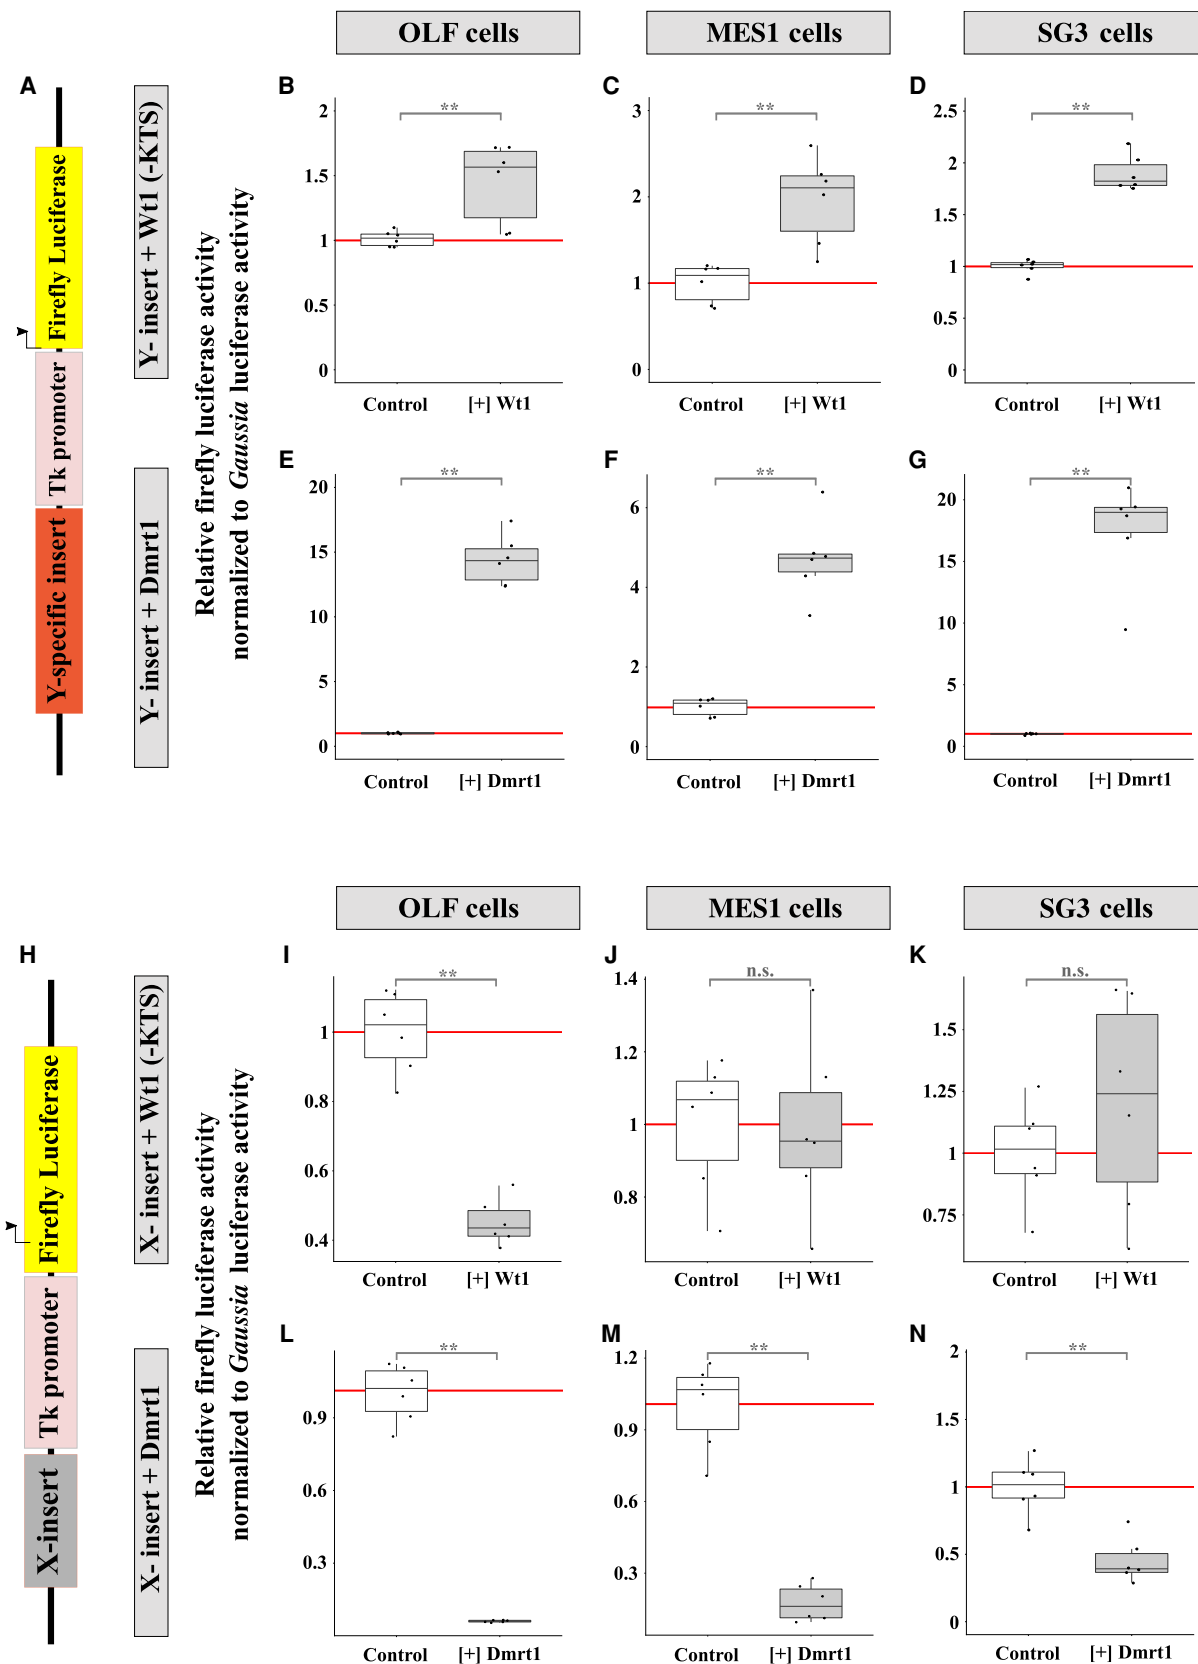 OLF cells
MES1 cells
SG3 cells
A
Firefly Luciferase
Tk promoter
Y-specific insert
Y- insert + Wt1 (-KTS)
Y- insert + Dmrt1
Relative firefly luciferase activity
normalized to Gaussia luciferase activity
B
**
2
1.5
1
0.5
0
Control
[+] Wt1
C
**
3
2
1
0
Control
[+] Wt1
D
**
2.5
2
1.5
1
0.5
0
Control
[+] Wt1
E
**
20
15
10
5
0
Control
[+] Dmrt1
F
**
6
4
2
0
Control
[+] Dmrt1
G
**
20
15
10
5
0
Control
[+] Dmrt1
OLF cells
MES1 cells
SG3 cells
H
Firefly Luciferase
Tk promoter
X-insert
X- insert + Wt1 (-KTS)
X- insert + Dmrt1
Relative firefly luciferase activity
normalized to Gaussia luciferase activity
I
**
1
0.8
0.6
0.4
Control
[+] Wt1
J
n.s.
1.4
1.2
1
0.8
Control
[+] Wt1
K
n.s.
1.5
1.25
1
0.75
Control
[+] Wt1
L
**
0.9
0.6
0.3
Control
[+] Dmrt1
M
**
1.2
0.9
0.6
0.3
Control
[+] Dmrt1
N
**
2
1.5
1
0.5
0
Control
[+] Dmrt1